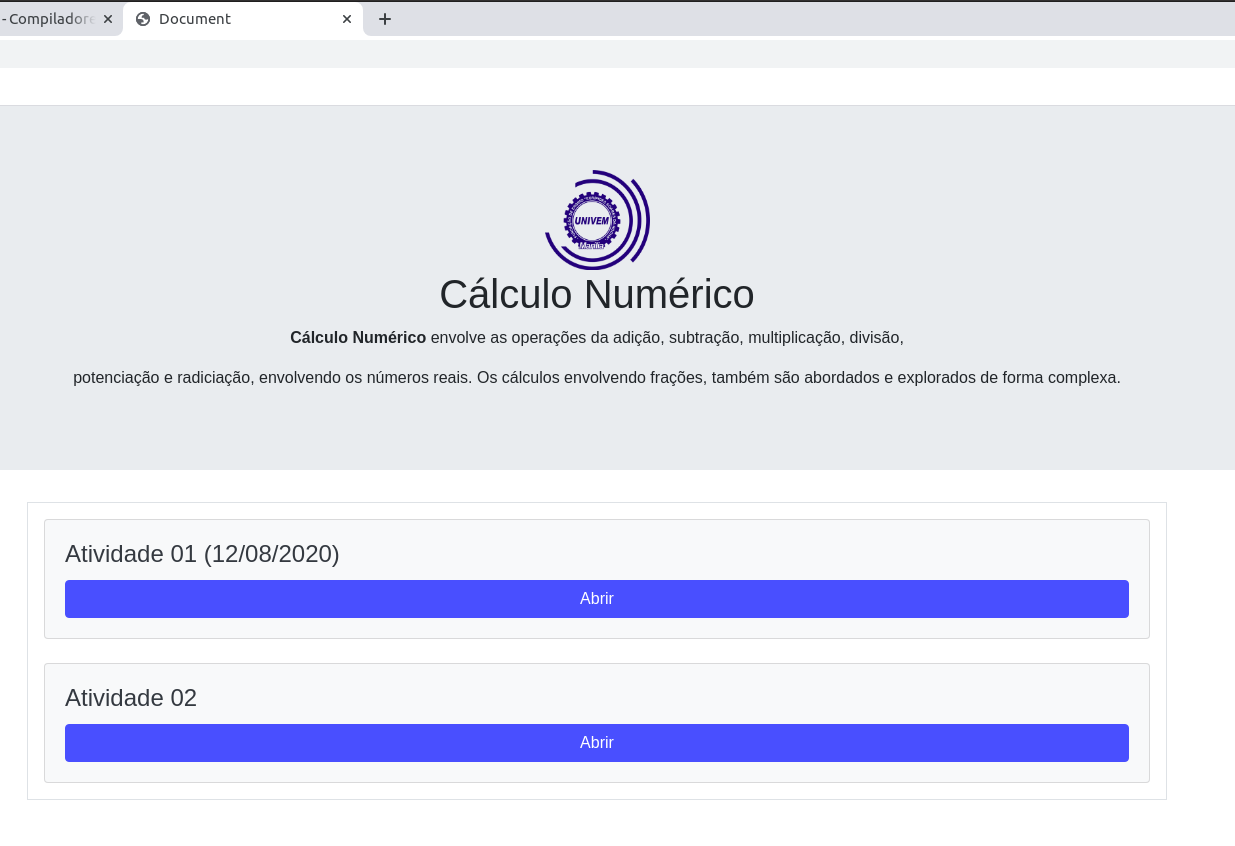 - Compiladore
Document
UNIVEM
Marília
Cálculo Numérico
Cálculo Numérico envolve as operações da adição, subtração, multiplicação, divisão,
potenciação e radiciação, envolvendo os números reais. Os cálculos envolvendo frações, também são abordados e explorados de forma complexa.
Atividade 01 (12/08/2020)
Abrir
Atividade 02
Abrir